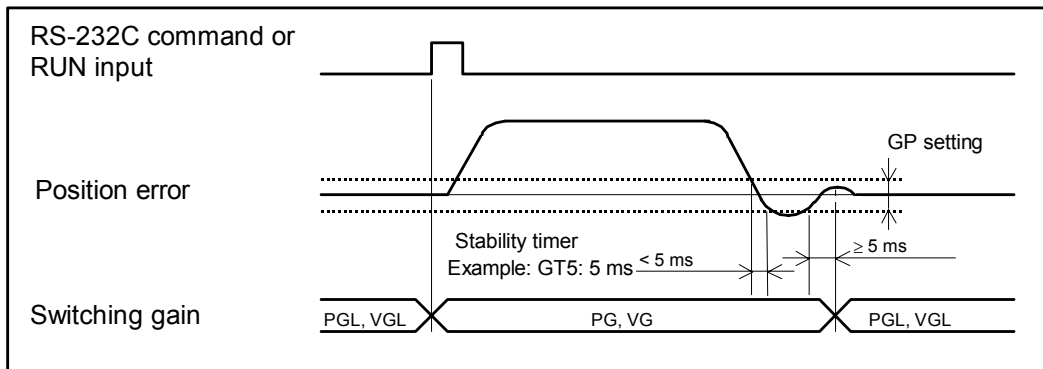 RS-232C command or
RUN input
GP setting
Position error
Stability timer
Example: GT5: 5 ms
< 5 ms
≥ 5 ms
Switching gain
PGL, VGL
PG, VG
PGL, VGL